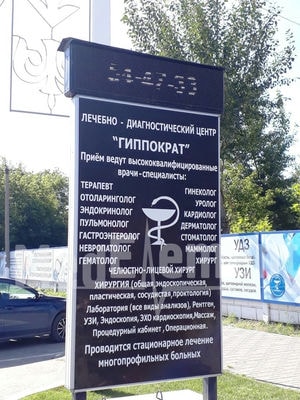 54-47-33
ЛЕЧЕБНО - ДИАГНОСТИЧЕСКИЙ ЦЕНТР
"ГИППОКРАТ"
Приём ведут высококвалифицированные
врачи-специалисты:
ТЕРАПЕВТ ГИНЕКОЛОГ
ОТОЛАРИНГОЛОГ УРОЛОГ
ЭНДОКРИНОЛОГ КАРДИОЛОГ
ПУЛЬМОНОЛОГ ДЕРМАТОЛОГ
ГАСТРОЭНТЕРОЛОГ СТОМАТОЛОГ
НЕВРОПАТОЛОГ МАММОЛОГ
ГЕМАТОЛОГ ХИРУРГ
ЧЕЛЮСТНО-ЛИЦЕВОЙ ХИРУРГ
ХИРУРГИЯ (общая, эндоскопическая,
пластическая, сосудистая, проктология)
Лаборатория (все виды анализов), Рентген,
УЗИ, Эндоскопия, ЭХО кардиоскопия, Массаж,
Процедурный кабинет , Операционная.
Проводится стационарное лечение
многопрофильных больных
УДЗ
УЗИ